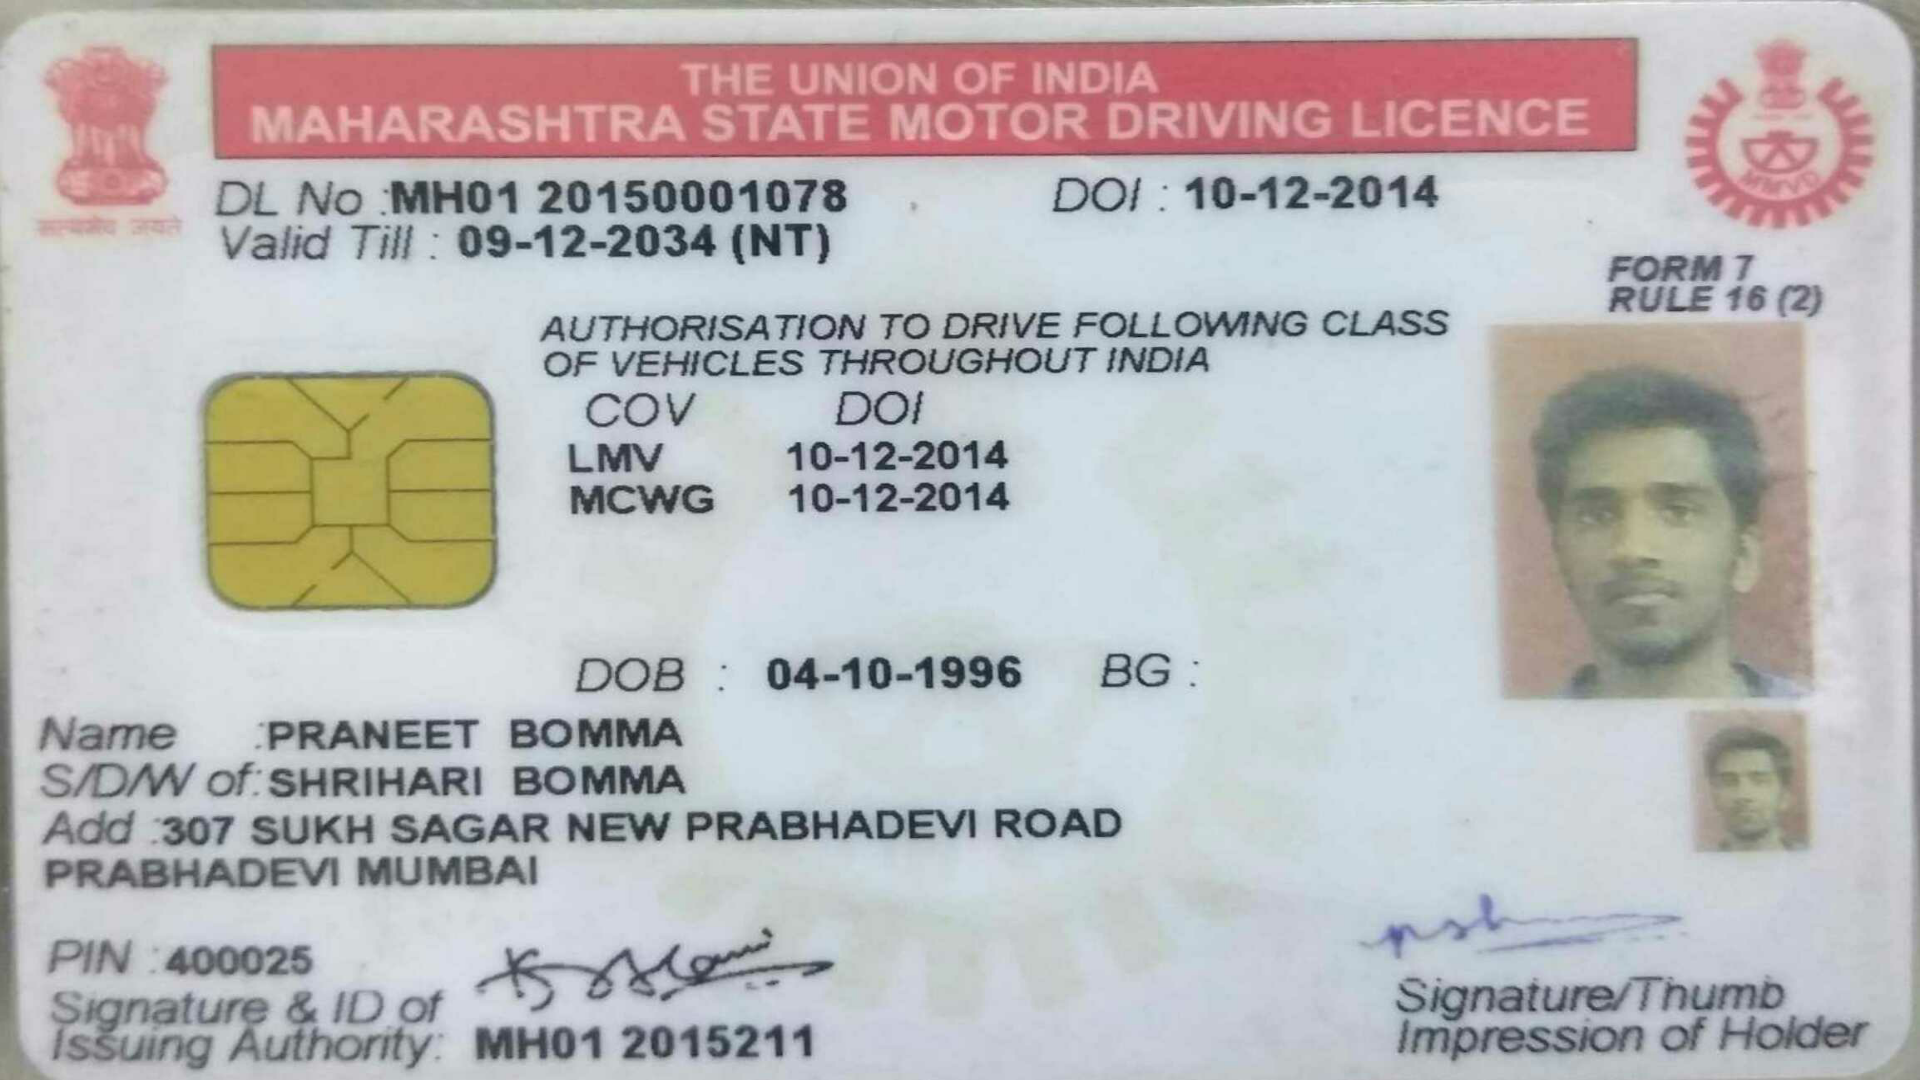 THE UNION OF INDIA
MAHARASHTRA STATE MOTOR DRIVING LICENCE
सत्यमेव जयते
MMVD
DL No :MH01 20150001078 DOI : 10-12-2014
Valid Till : 09-12-2034 (NT)
FORM 7
RULE 16 (2)
AUTHORISATION TO DRIVE FOLLOWING CLASS
OF VEHICLES THROUGHOUT INDIA
COV DOI
LMV 10-12-2014
MCWG 10-12-2014
DOB : 04-10-1996 BG :
Name :PRANEET BOMMA
S/D/W of:SHRIHARI BOMMA
Add :307 SUKH SAGAR NEW PRABHADEVI ROAD
PRABHADEVI MUMBAI
PIN :400025
Signature & ID of
Issuing Authority: MH01 2015211
Signature/Thumb
Impression of Holder